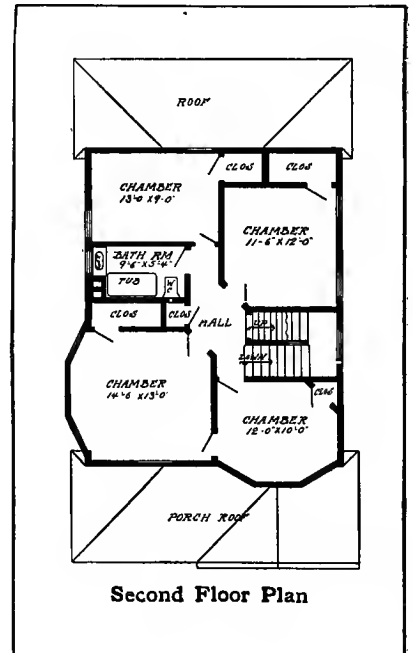 ROOF
CLOS
CLOS
CHAMBER
13'-0 X 9'-0"
CHAMBER
11'-6" X 12'-0"
BATH RM
9'-6" X 5'-4"
TUB
W C
CLOS
CLOS
HALL
UP
DOWN
CHAMBER
14'-6 X 13'-0"
CLOS
CHAMBER
12'-0" X 10'-0"
PORCH ROOF
Second Floor Plan